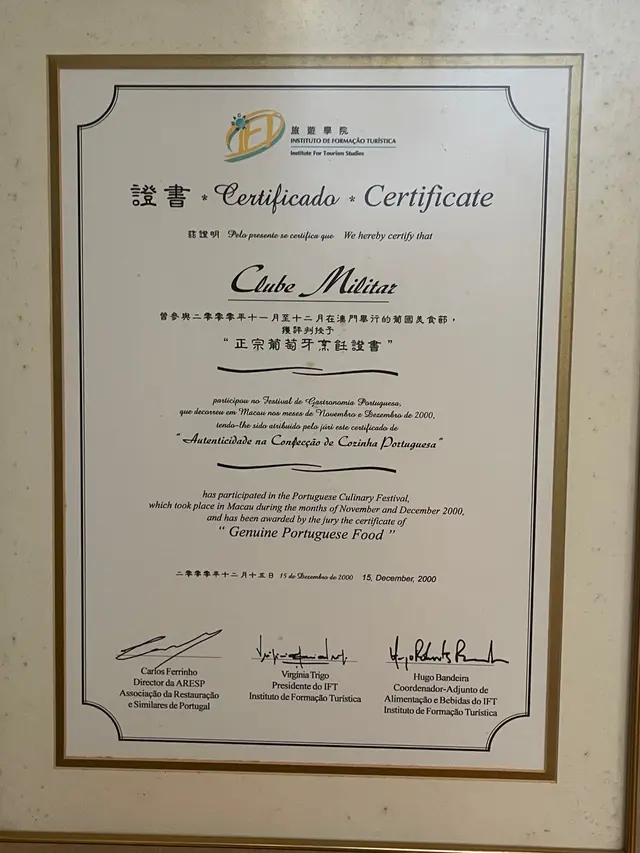 IFT
旅遊學院
INSTITUTO DE FORMAÇÃO TURÍSTICA
Institute For Tourism Studies
證書 * Certificado * Certificate
茲證明 Pelo presente se certifica que We hereby certify that
Clube Militar
曾參與二零零零年十一月至十二月在澳門舉行的葡國美食節，
獲評判授予
“正宗葡萄牙烹飪證書”
participou no Festival de Gastronomia Portuguesa,
que decorreu em Macau nos meses de Novembro e Dezembro de 2000,
tendo-lhe sido atribuído pelo júri este certificado de
“Autenticidade na Confecção de Cozinha Portuguesa”
has participated in the Portuguese Culinary Festival,
which took place in Macau during the months of November and December 2000,
and has been awarded by the jury the certificate of
“Genuine Portuguese Food”
二零零零年十二月十五日 15 de Dezembro de 2000 15, December, 2000
Carlos Ferrinho
Director da ARESP
Associação da Restauração
e Similares de Portugal
Virgínia Trigo
Presidente do IFT
Instituto de Formação Turística
Hugo Bandeira
Coordenador-Adjunto de
Alimentação e Bebidas do IFT
Instituto de Formação Turística